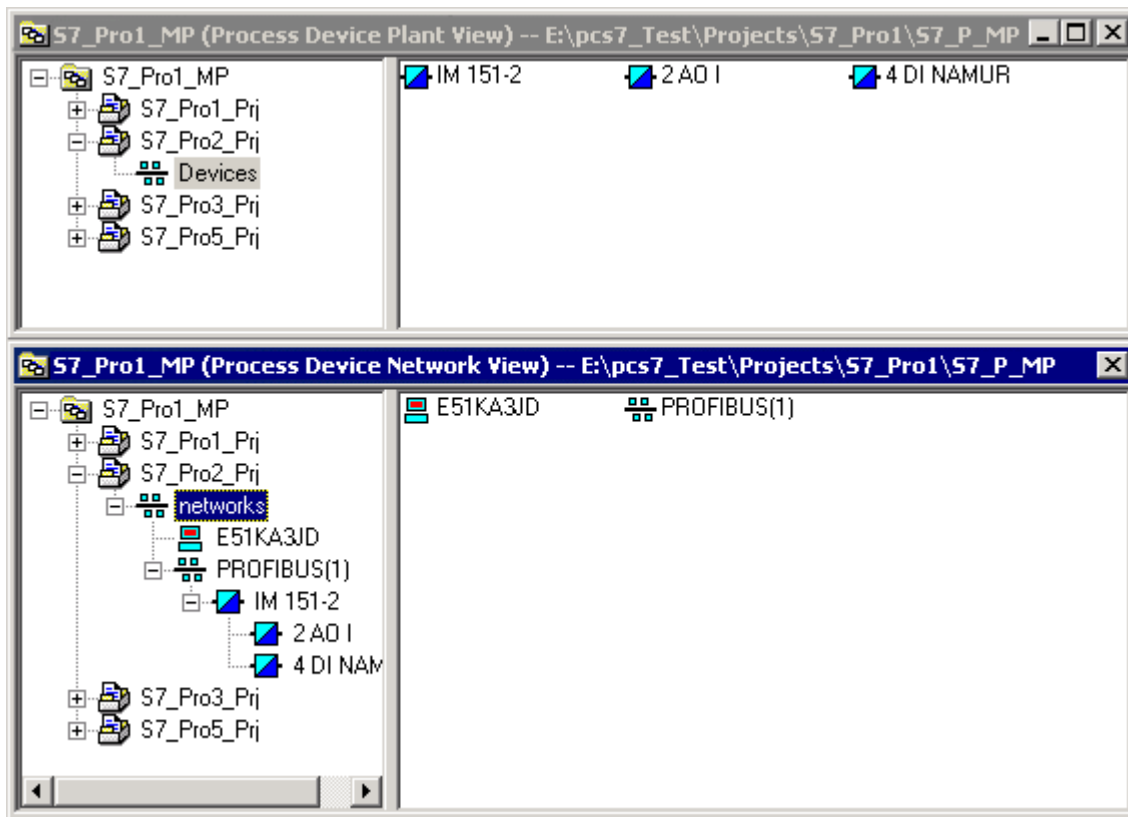 S7_Pro1_MP (Process Device Plant View) -- E:\pcs7_Test\Projects\S7_Pro1\S7_P_MP
S7_Pro1_MP
S7_Pro1_Prj
S7_Pro2_Prj
Devices
S7_Pro3_Prj
S7_Pro5_Prj
IM 151-2 2 AO I 4 DI NAMUR
S7_Pro1_MP (Process Device Network View) -- E:\pcs7_Test\Projects\S7_Pro1\S7_P_MP
S7_Pro1_MP
S7_Pro1_Prj
S7_Pro2_Prj
networks
E51KA3JD
PROFIBUS(1)
IM 151-2
2 AO I
4 DI NAM
S7_Pro3_Prj
S7_Pro5_Prj
E51KA3JD PROFIBUS(1)